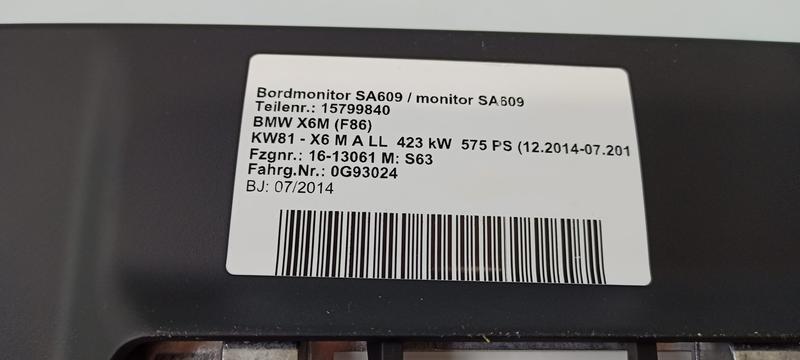 Bordmonitor SA609 / monitor SA609
Teilenr.: 15799840
BMW X6M (F86)
KW81 - X6 M A LL 423 kW 575 PS (12.2014-07.201
Fzgnr.: 16-13061 M: S63
Fahrg.Nr.: 0G93024
BJ: 07/2014